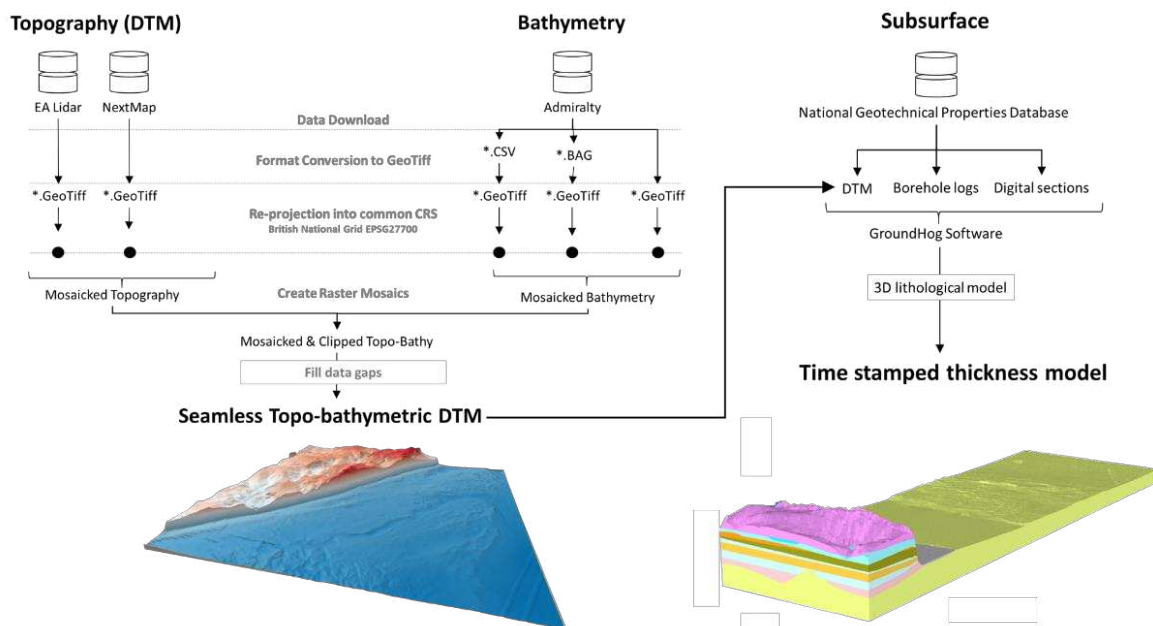 Topography (DTM)
Bathymetry
Subsurface
EA Lidar
NextMap
Admiralty
National Geotechnical Properties Database
Data Download
*.CSV
*.BAG
Format Conversion to GeoTiff
*.GeoTiff
*.GeoTiff
*.GeoTiff
*.GeoTiff
*.GeoTiff
DTM
Borehole logs
Digital sections
Re-projection into common CRS
British National Grid EPSG27700
GroundHog Software
Mosaicked Topography
Create Raster Mosaics
Mosaicked Bathymetry
3D lithological model
Mosaicked & Clipped Topo-Bathy
Fill data gaps
Time stamped thickness model
Seamless Topo-bathymetric DTM